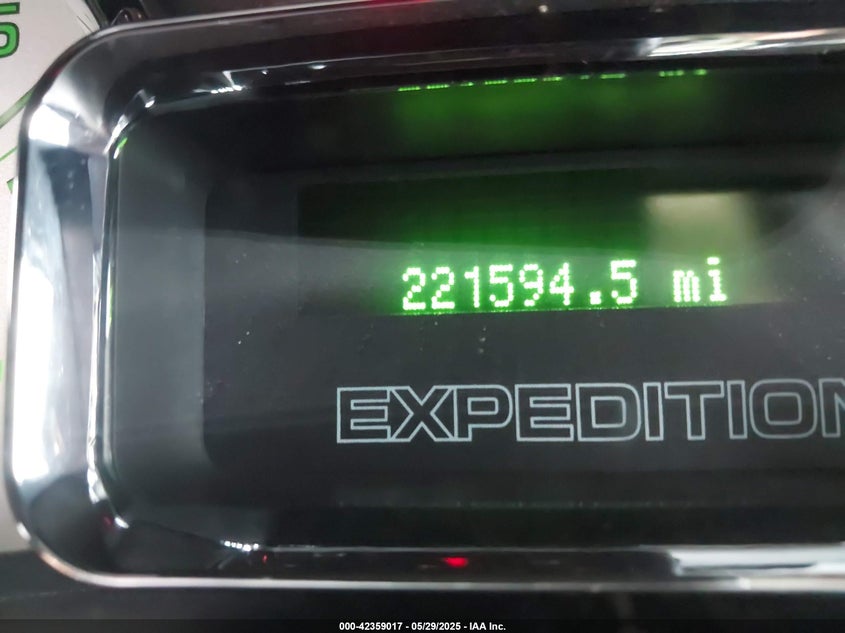 221594.5 mi
EXPEDITION
000-42359017 - 05/29/2025 - IAA Inc.